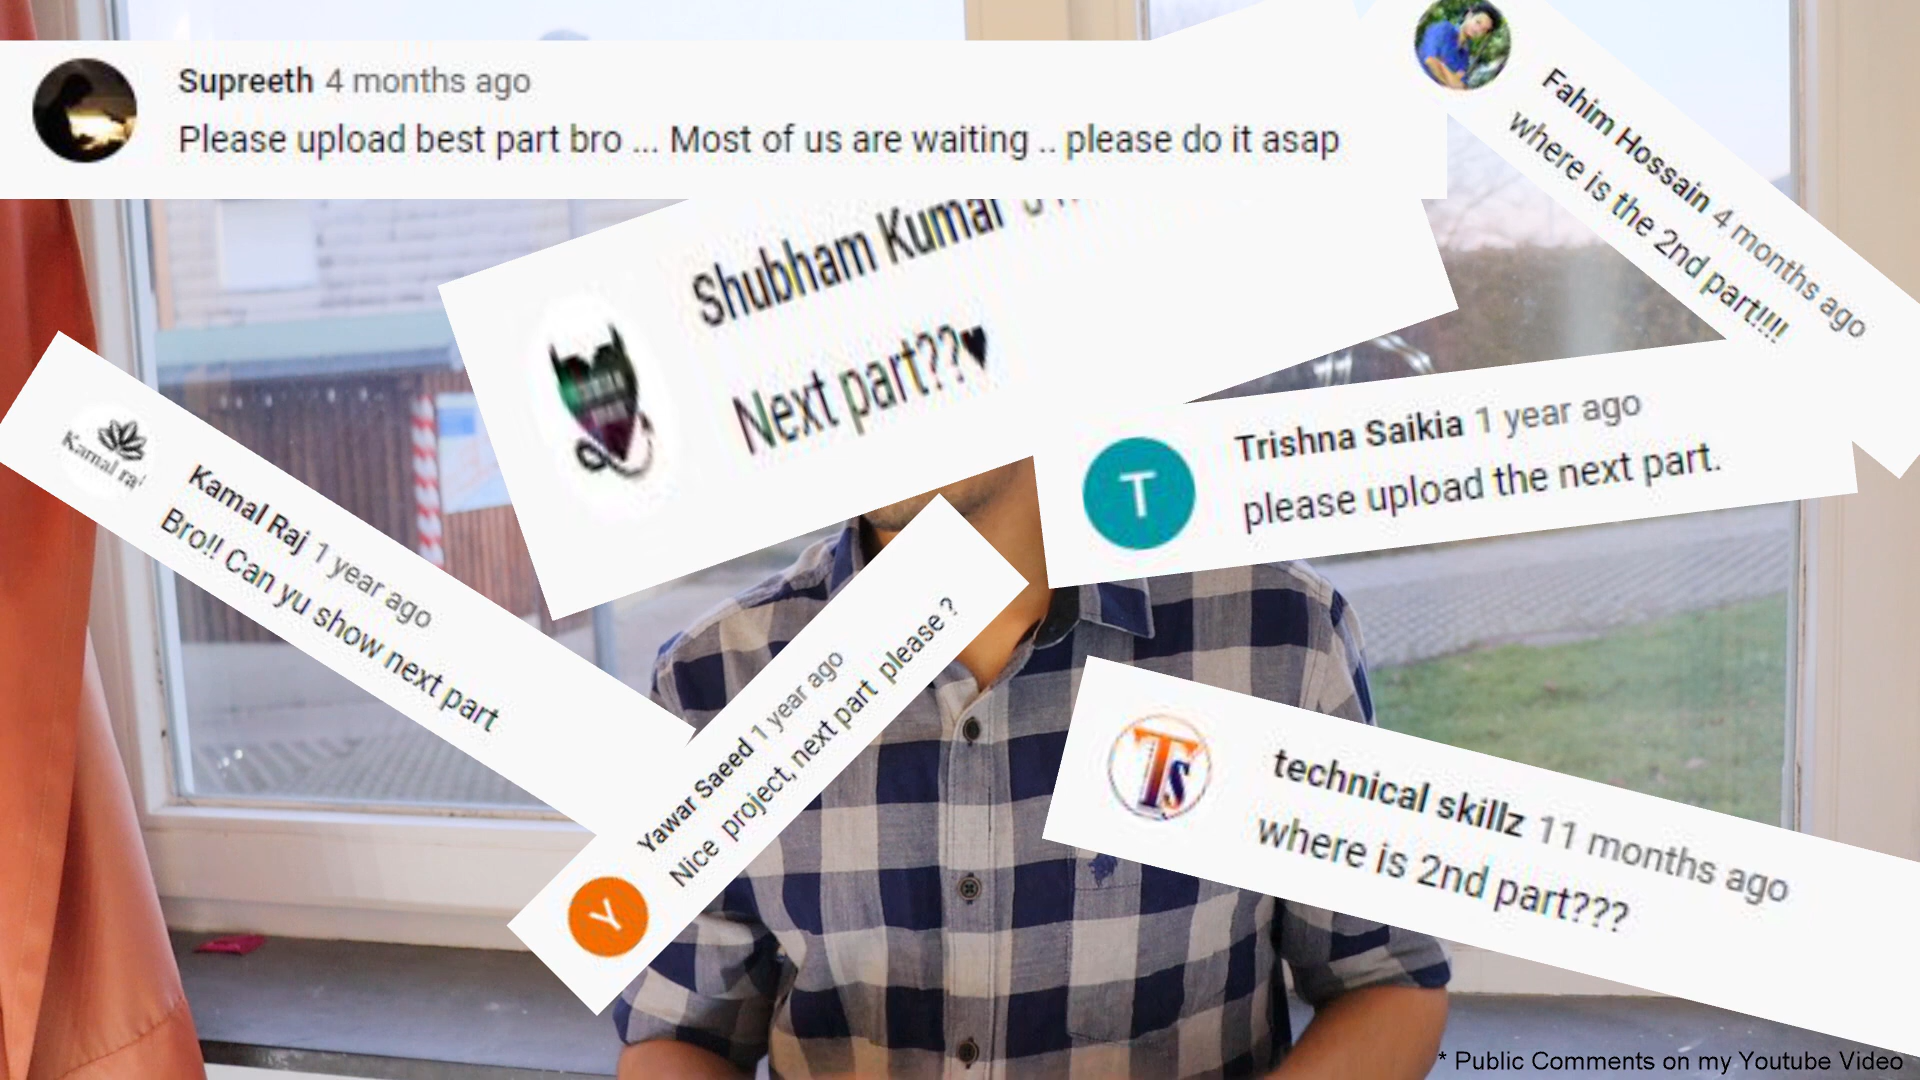 Supreeth 4 months ago
Please upload best part bro ... Most of us are waiting .. please do it asap
Fahim Hossain 4 months ago
where is the 2nd part!!!!
Shubham Kumar
Next part??♥
Trishna Saikia 1 year ago
please upload the next part.
T
Kamal raj
Kamal Raj 1 year ago
Bro!! Can yu show next part
Yawar Saeed 1 year ago
Nice project, next part please ?
Y
Ts
technical skillz 11 months ago
where is 2nd part???
* Public Comments on my Youtube Video